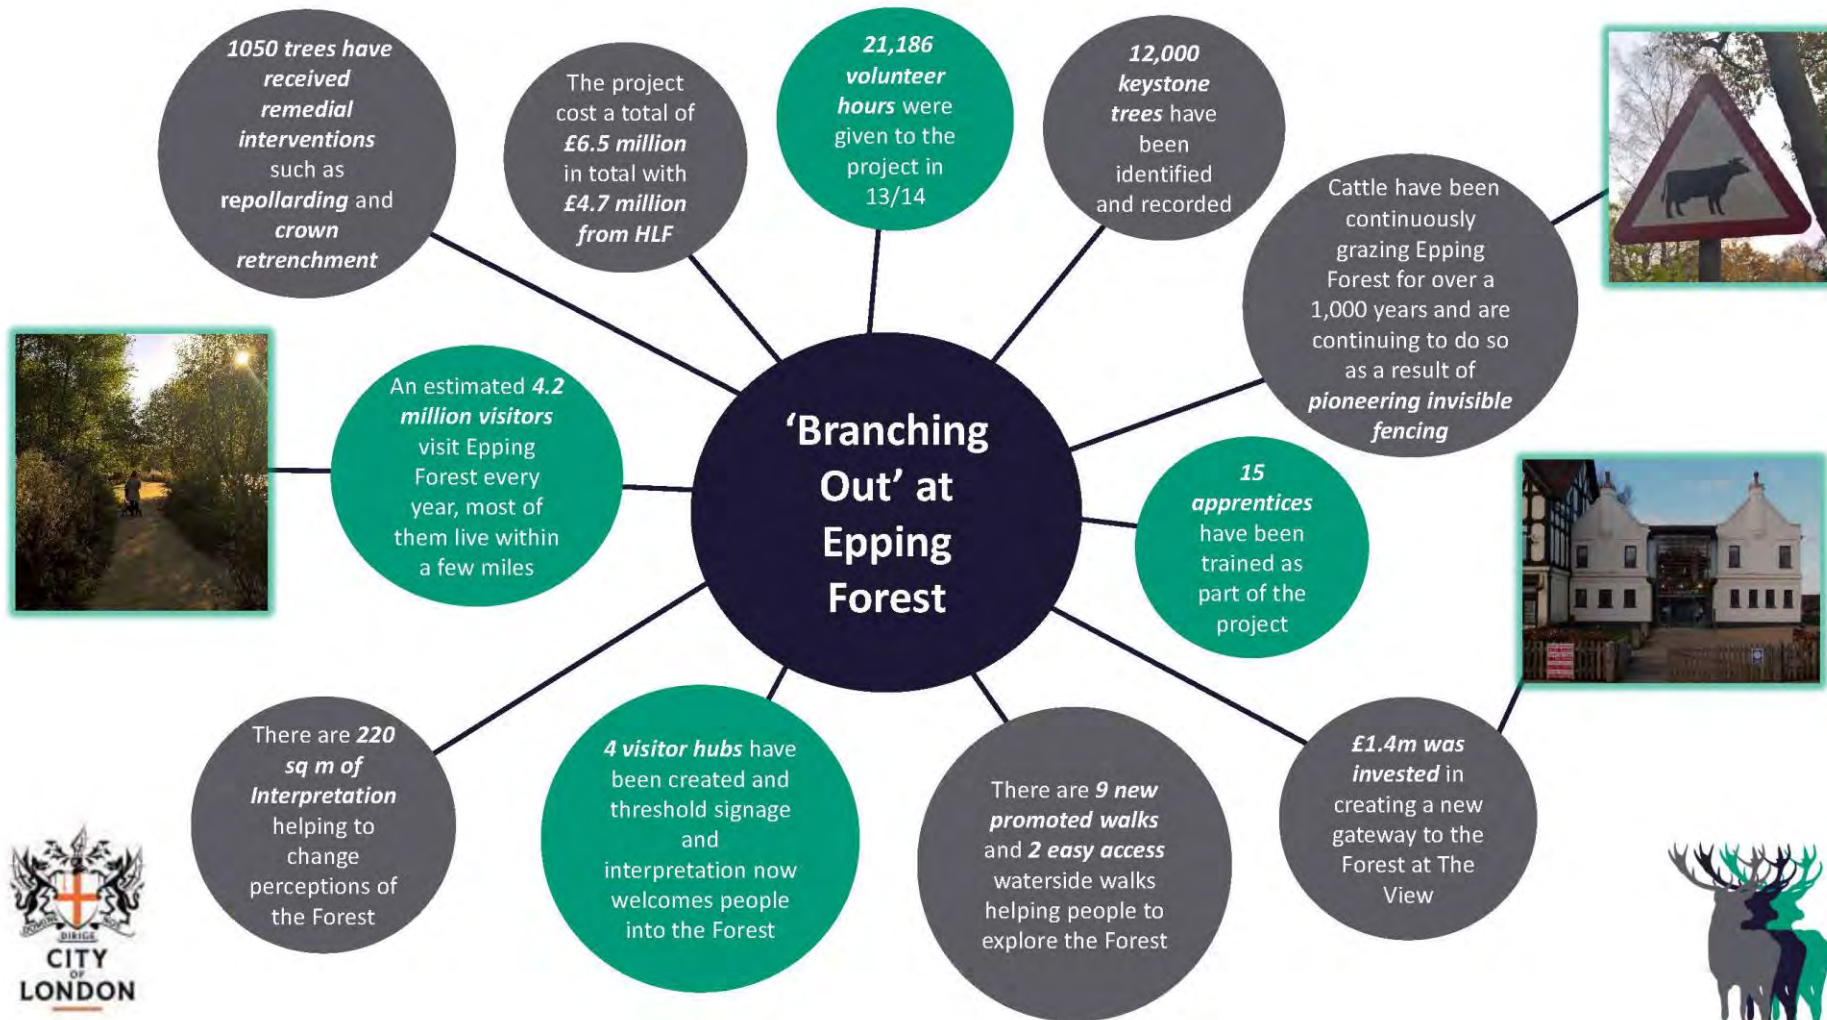 1050 trees have
received
remedial
interventions
such as
repollarding and
crown
retrenchment
The project
cost a total of
£6.5 million
in total with
£4.7 million
from HLF
21,186
volunteer
hours were
given to the
project in
13/14
12,000
keystone
trees have
been
identified
and recorded
Cattle have been
continuously
grazing Epping
Forest for over a
1,000 years and are
continuing to do so
as a result of
pioneering invisible
fencing
An estimated 4.2
million visitors
visit Epping
Forest every
year, most of
them live within
a few miles
‘Branching
Out’ at
Epping
Forest
15
apprentices
have been
trained as
part of the
project
There are 220
sq m of
Interpretation
helping to
change
perceptions of
the Forest
4 visitor hubs have
been created and
threshold signage
and
interpretation now
welcomes people
into the Forest
There are 9 new
promoted walks
and 2 easy access
waterside walks
helping people to
explore the Forest
£1.4m was
invested in
creating a new
gateway to the
Forest at The
View
DOMINE NOS
DIRIGE
CITY
OF
LONDON